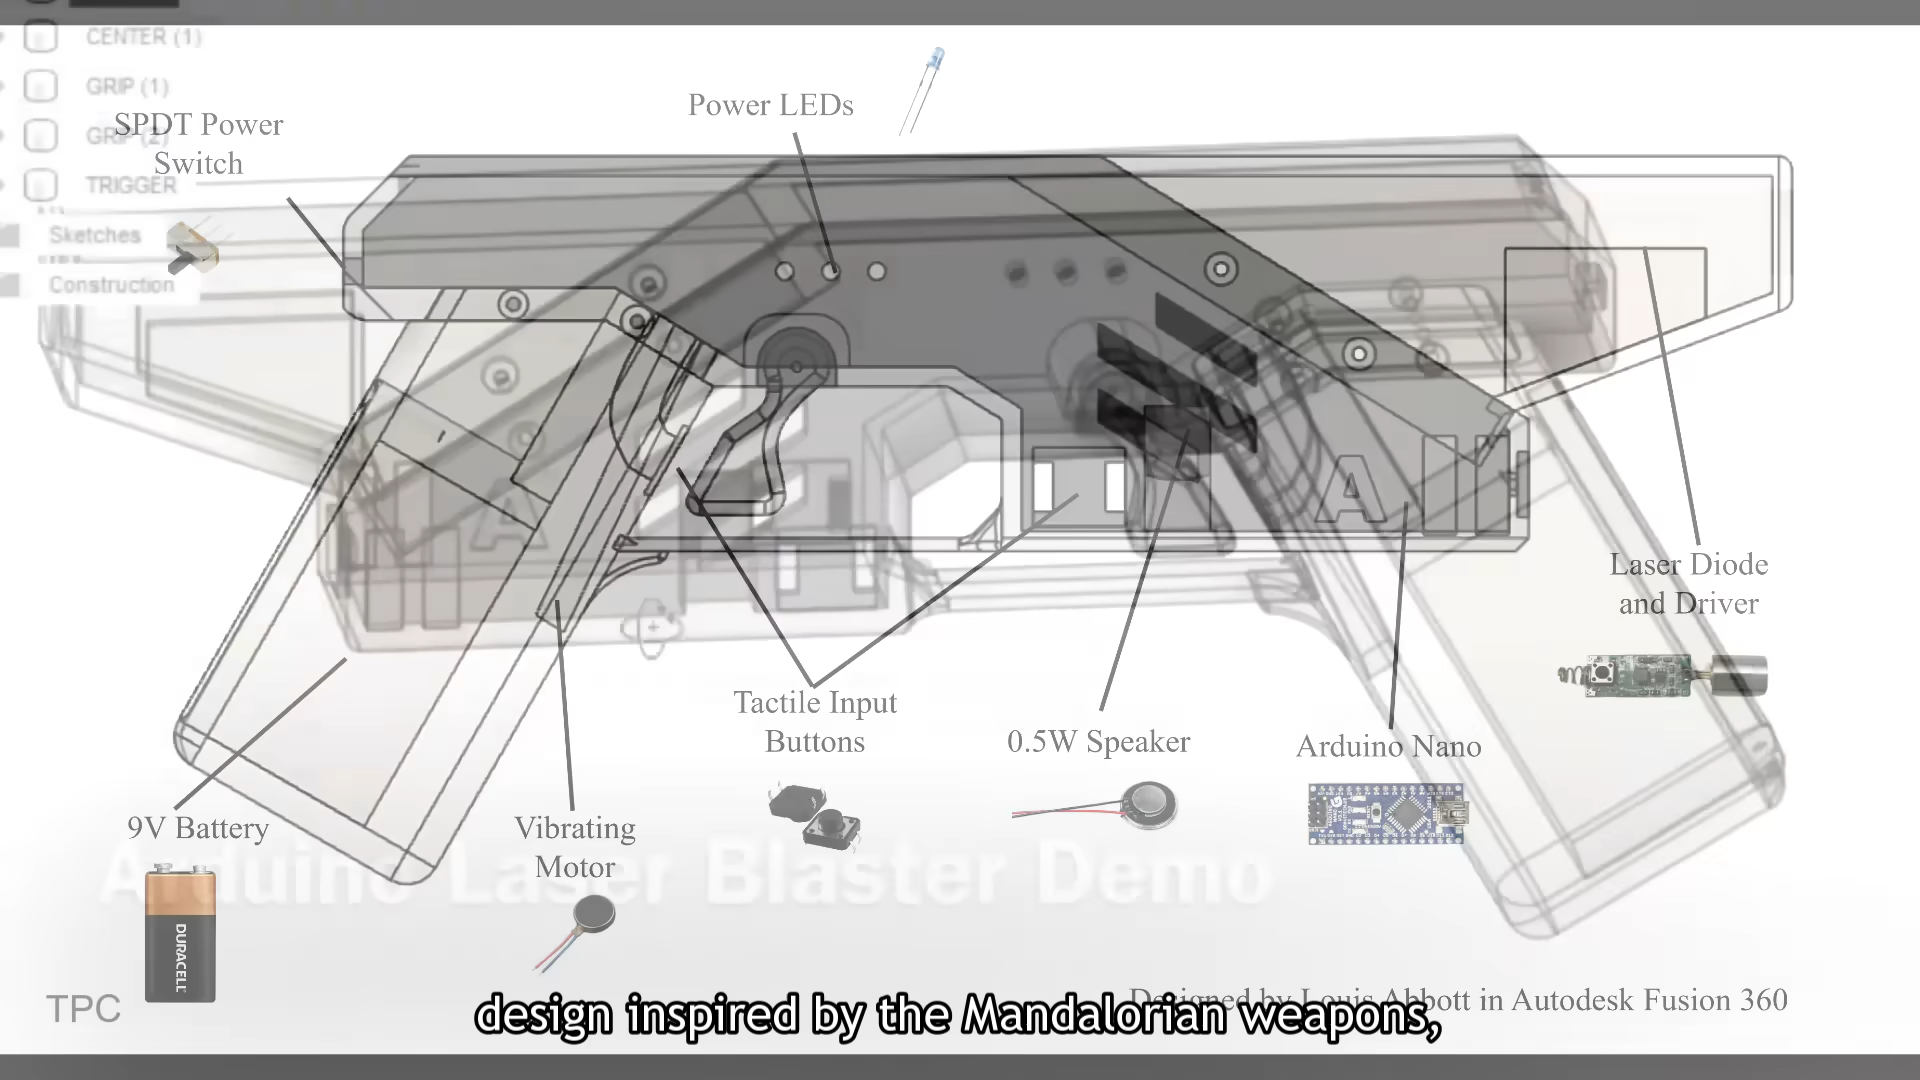 CENTER (1)
GRIP (1)
GRIP (2)
TRIGGER
Sketches
Construction
SPDT Power
Switch
Power LEDs
A
A
Laser Diode
and Driver
Tactile Input
Buttons
0.5W Speaker
Arduino Nano
9V Battery
Vibrating
Motor
Arduino Laser Blaster Demo
DURACELL
TPC
Designed by Louis Abbott in Autodesk Fusion 360
design inspired by the Mandalorian weapons,